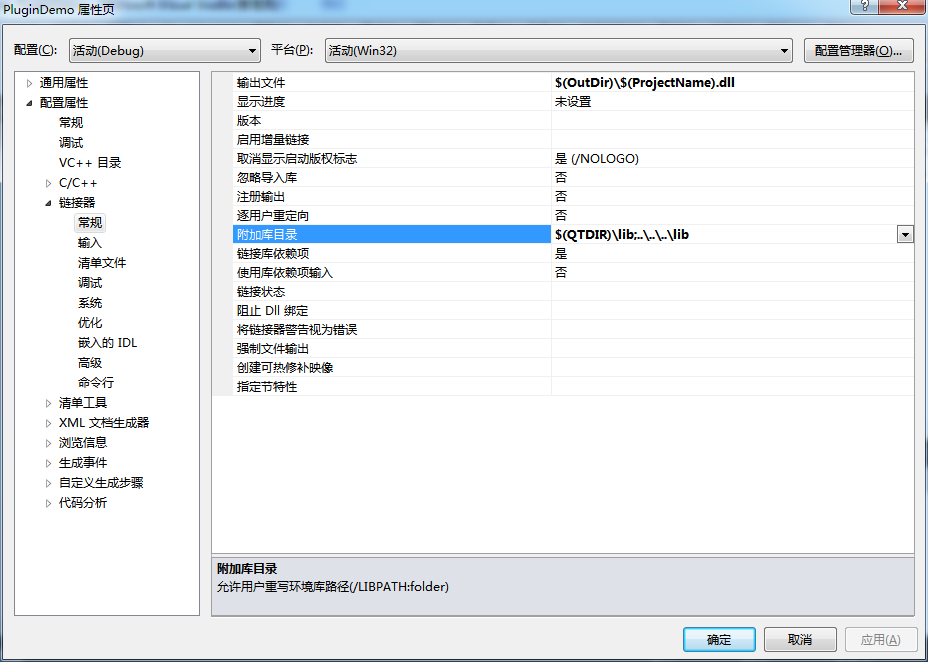 PluginDemo 属性页
配置(C): 活动(Debug) 平台(P): 活动(Win32) 配置管理器(O)...
通用属性
配置属性
常规
调试
VC++ 目录
C/C++
链接器
常规
输入
清单文件
调试
系统
优化
嵌入的 IDL
高级
命令行
清单工具
XML 文档生成器
浏览信息
生成事件
自定义生成步骤
代码分析
输出文件 $(OutDir)\$(ProjectName).dll
显示进度 未设置
版本
启用增量链接
取消显示启动版权标志 是 (/NOLOGO)
忽略导入库 否
注册输出 否
逐用户重定向 否
附加库目录 $(QTDIR)\lib;..\..\..\lib
链接库依赖项 是
使用库依赖项输入 否
链接状态
阻止 Dll 绑定
将链接器警告视为错误
强制文件输出
创建可热修补映像
指定节特性
附加库目录
允许用户重写环境库路径(/LIBPATH:folder)
确定 取消 应用(A)